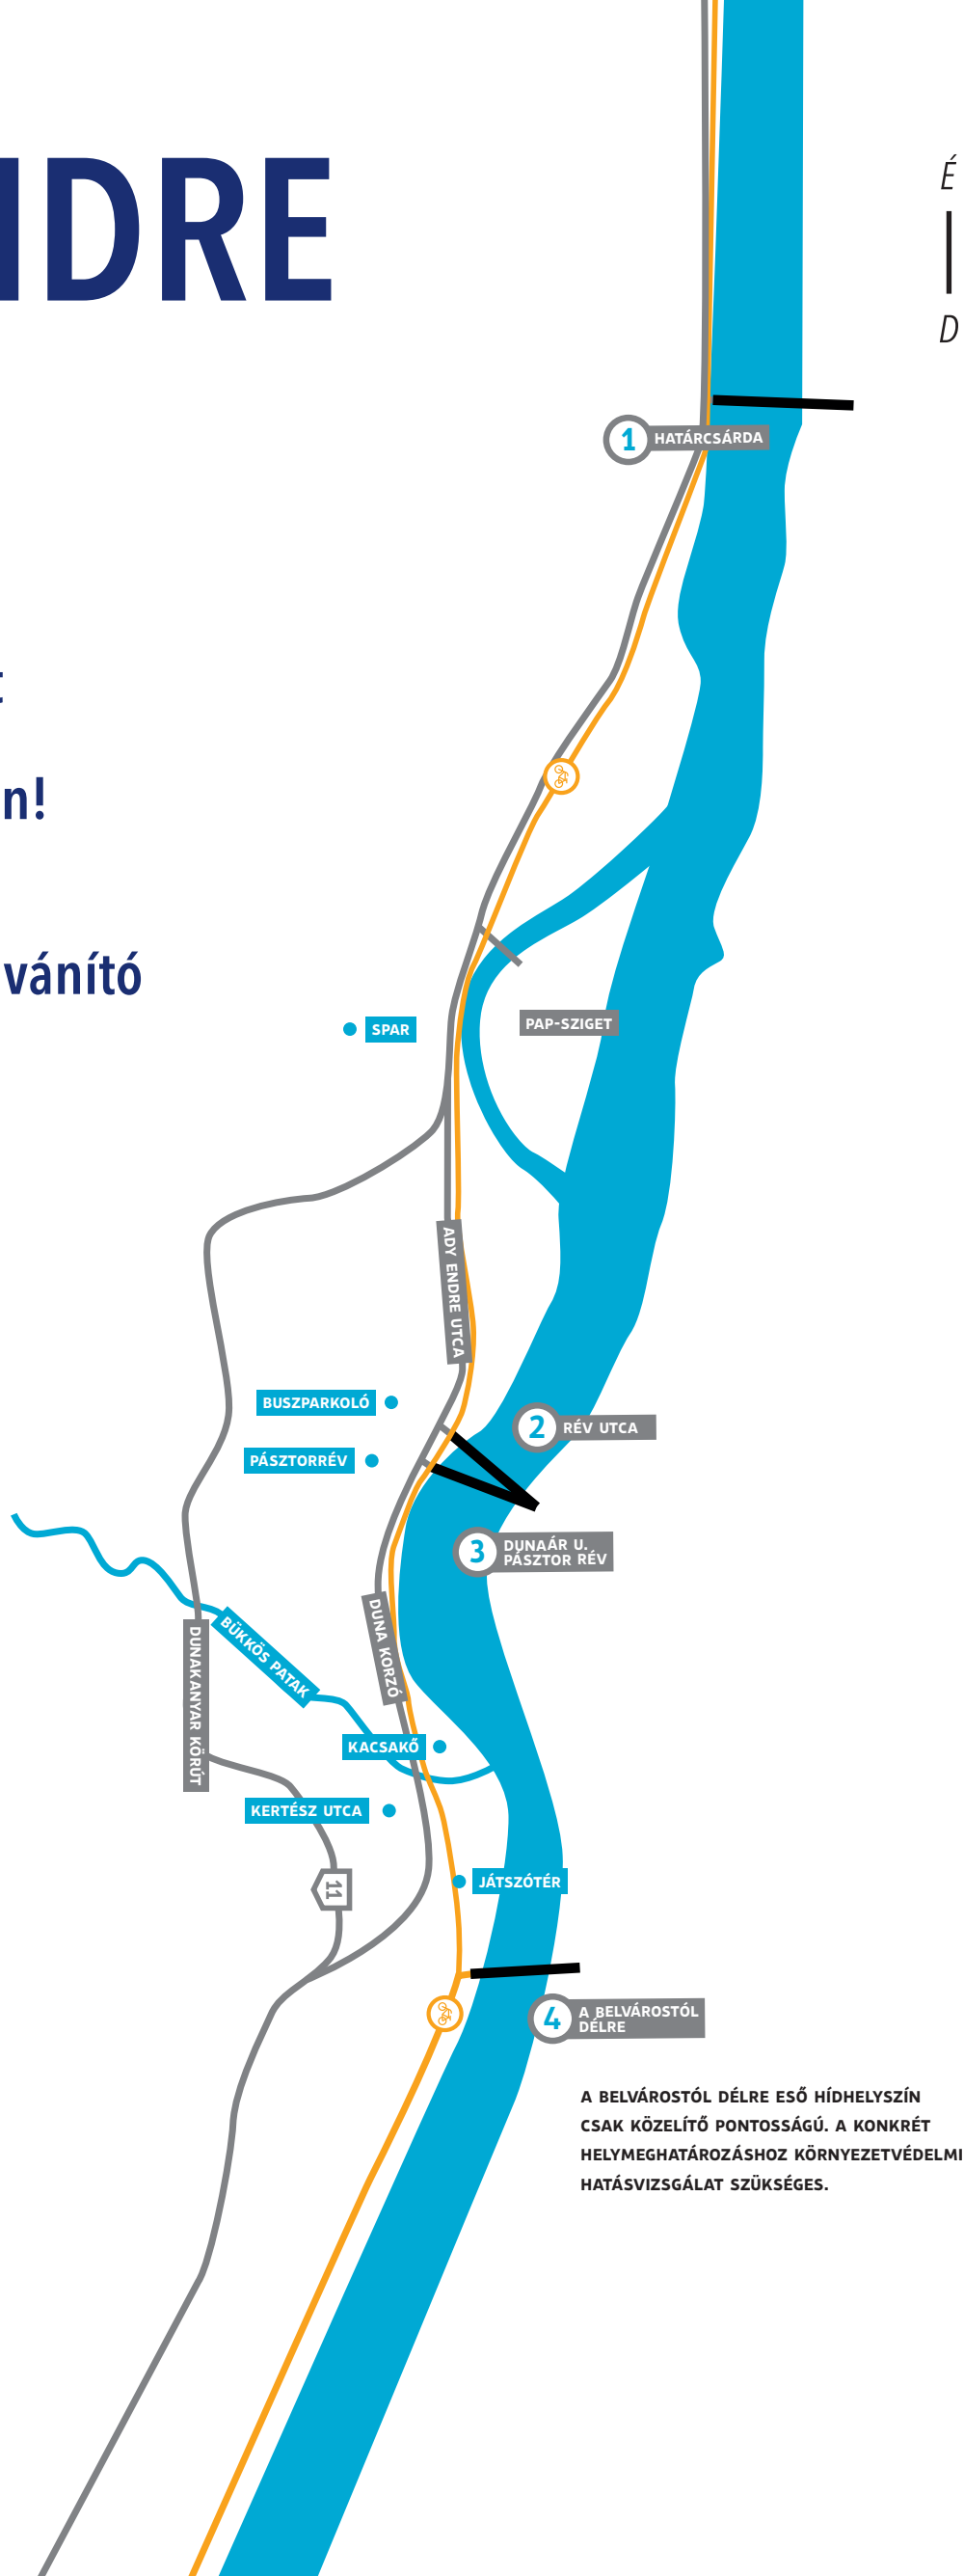 NDRE
É
D
1 HATÁRCSÁRDA
n!
vánító
SPAR
PAP-SZIGET
ADY ENDRE UTCA
BUSZPARKOLÓ
2 RÉV UTCA
PÁSZTORRÉV
3 DUNAÁR U.
PÁSZTOR RÉV
DUNA KORZÓ
BÜKKÖS PATAK
DUNAKANYAR KÖRÚT
KACSAKŐ
KERTÉSZ UTCA
JÁTSZÓTÉR
11
4 A BELVÁROSTÓL
DÉLRE
A BELVÁROSTÓL DÉLRE ESŐ HÍDHELYSZÍN
CSAK KÖZELÍTŐ PONTOSSÁGÚ. A KONKRÉT
HELYMEGHATÁROZÁSHOZ KÖRNYEZETVÉDELMI
HATÁSVIZSGÁLAT SZÜKSÉGES.